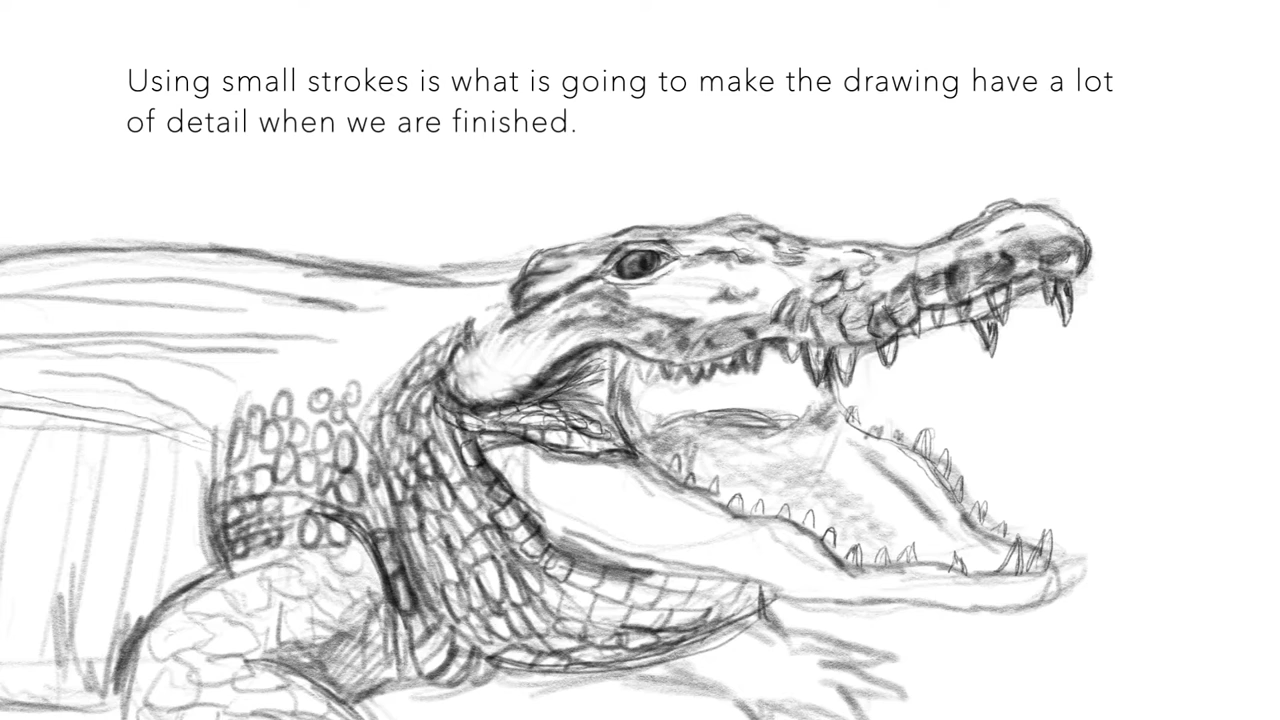 Using small strokes is what is going to make the drawing have a lot
of detail when we are finished.